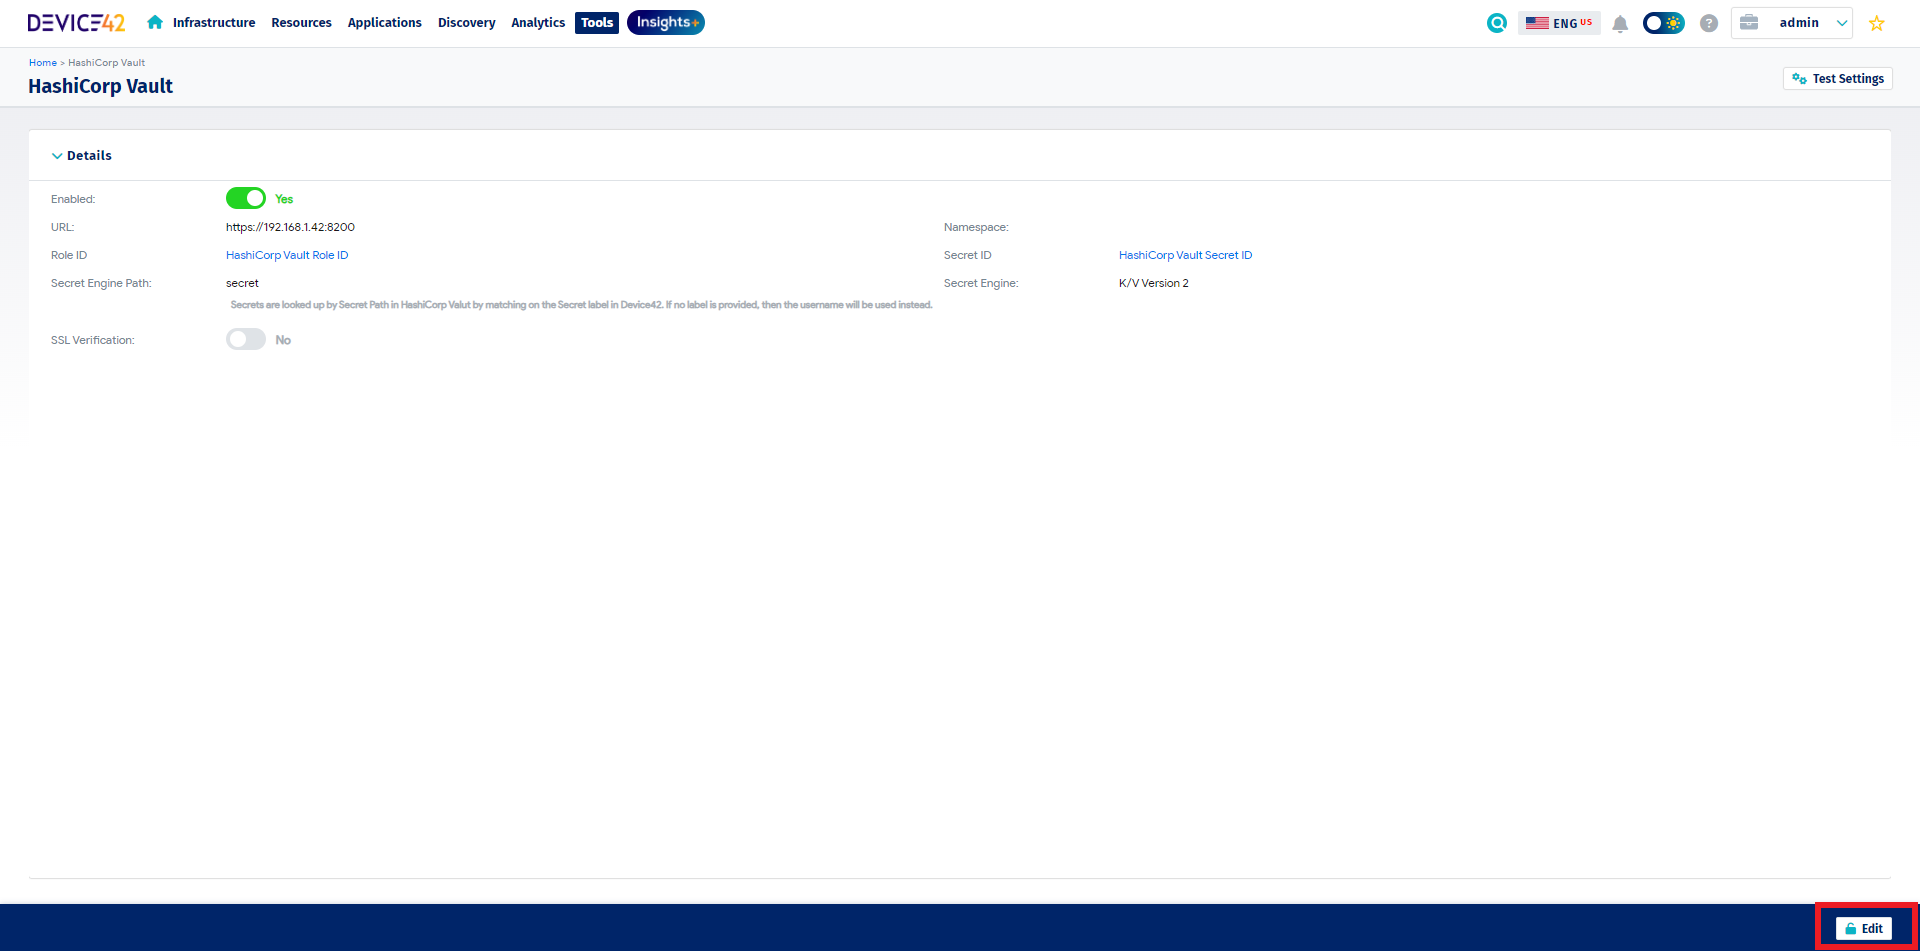 DEVICE42 Infrastructure Resources Applications Discovery Analytics Tools Insights+ ENG US ? admin
Home > HashiCorp Vault
HashiCorp Vault
Test Settings
Details
Enabled: Yes
URL: https://192.168.1.42:8200 Namespace:
Role ID HashiCorp Vault Role ID Secret ID HashiCorp Vault Secret ID
Secret Engine Path: secret Secret Engine: K/V Version 2
Secrets are looked up by Secret Path in HashiCorp Valut by matching on the Secret label in Device42. If no label is provided, then the username will be used instead.
SSL Verification: No
Edit